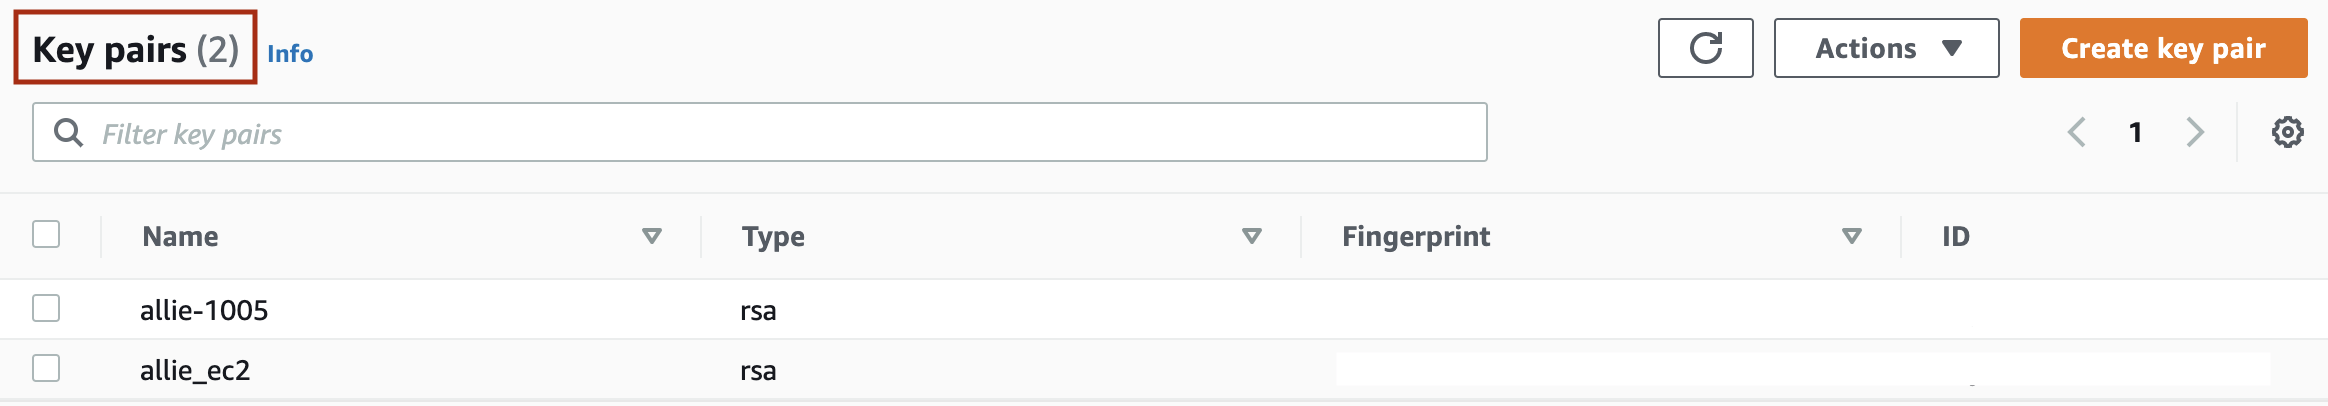 Key pairs (2) Info Actions Create key pair
Filter key pairs 1
Name Type Fingerprint ID
allie-1005 rsa
allie_ec2 rsa